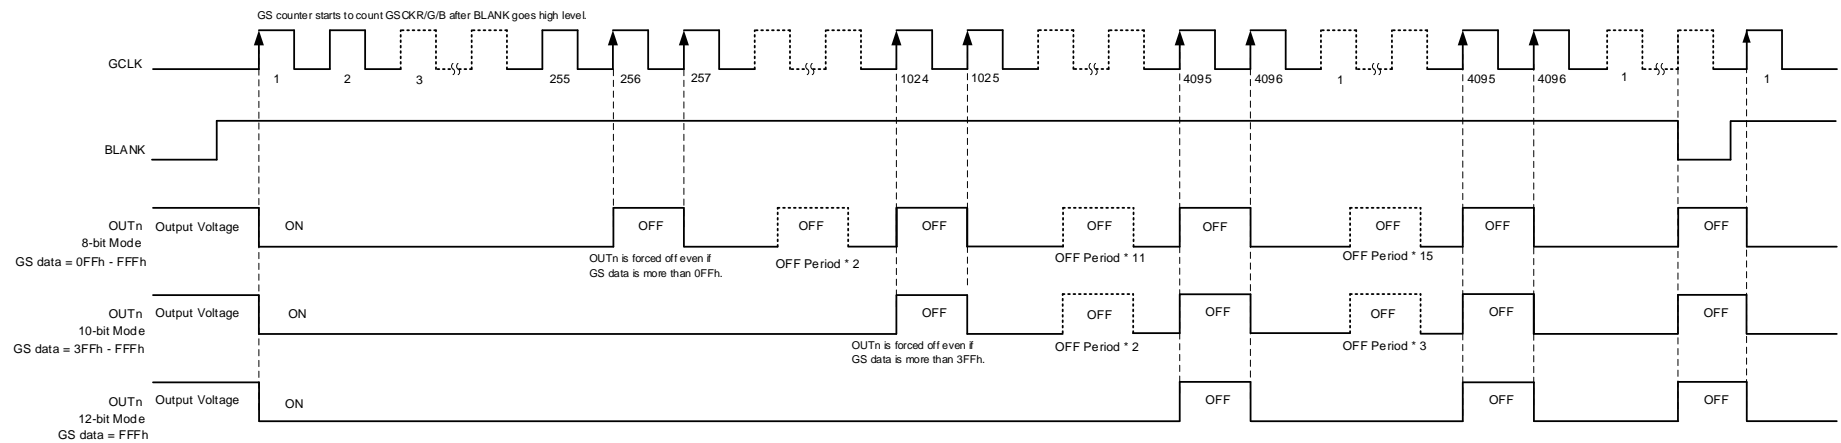 GS counter starts to count GSCKR/G/B after BLANK goes high level.
GCLK
1 2 3 255 256 257 1024 1025 4095 4096 1 4095 4096 1 1
BLANK
OUTn
8-bit Mode
GS data = 0FFh - FFFh
Output Voltage ON OFF OFF OFF OFF OFF OFF OFF OFF
OUTn is forced off even if
GS data is more than 0FFh.
OFF Period * 2
OFF Period * 11
OFF Period * 15
OUTn
10-bit Mode
GS data = 3FFh - FFFh
Output Voltage ON OFF OFF OFF OFF OFF OFF
OUTn is forced off even if
GS data is more than 3FFh.
OFF Period * 2
OFF Period * 3
OUTn
12-bit Mode
GS data = FFFh
Output Voltage ON OFF OFF OFF